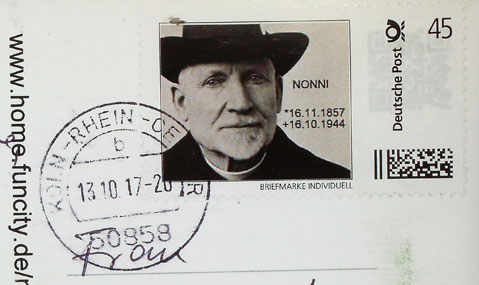 www.home.funcity.de/
NONNI
*16.11.1857
+16.10.1944
BRIEFMARKE INDIVIDUELL
Deutsche Post
45
KÖLN-RHEIN-
b
13.10.17-20
50858